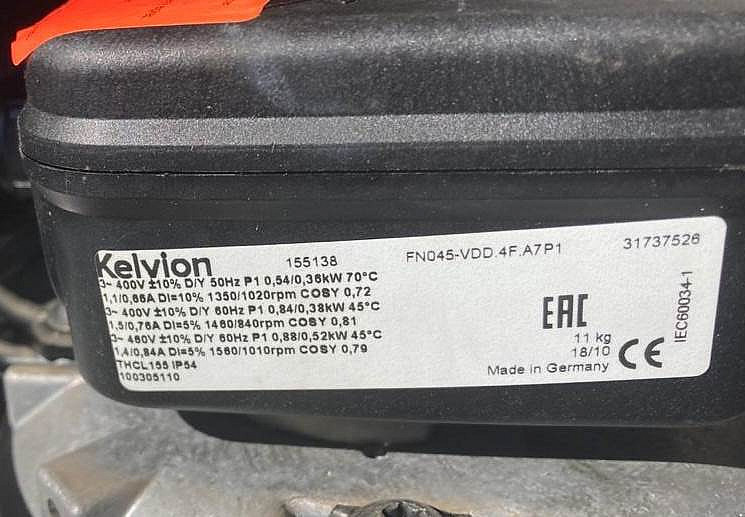 Kelvion 155138 FN045-VDD.4F.A7P1 31737526
3~ 400V ±10% D/Y 50Hz P1 0,54/0,36kW 70°C
1,1/0,66A DI=10% 1350/1020rpm COSY 0,72
3~ 400V ±10% D/Y 60Hz P1 0,84/0,38kW 45°C
1,5/0,76A DI=5% 1460/840rpm COSY 0,81
3~ 460V ±10% D/Y 60Hz P1 0,88/0,52kW 45°C
1,4/0,84A DI=5% 1560/1010rpm COSY 0,79
THCL155 IP54
100305110
EAC
11 kg
18/10
Made in Germany
CE
IEC60034-1